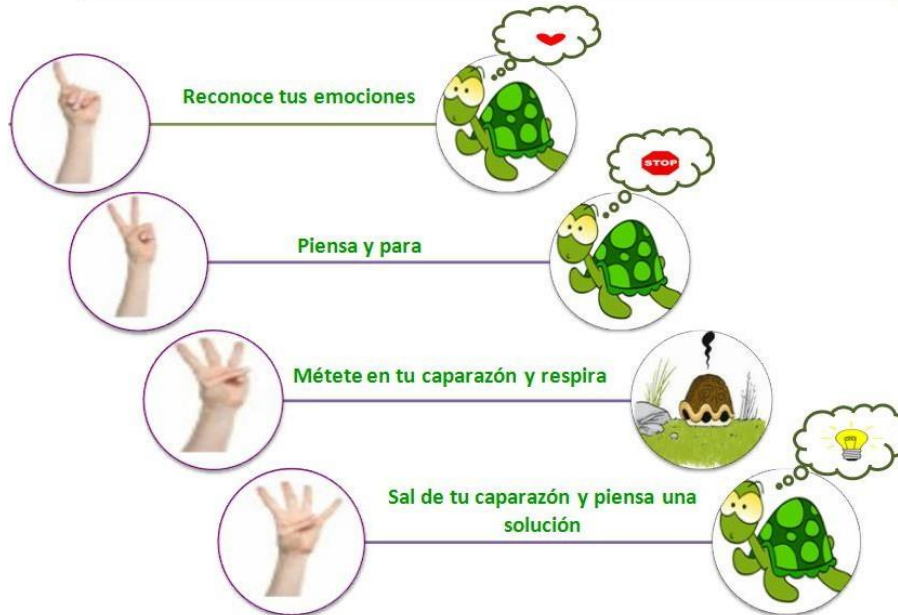 Reconoce tus emociones
STOP
Piensa y para
Métete en tu caparazón y respira
Sal de tu caparazón y piensa una
solución